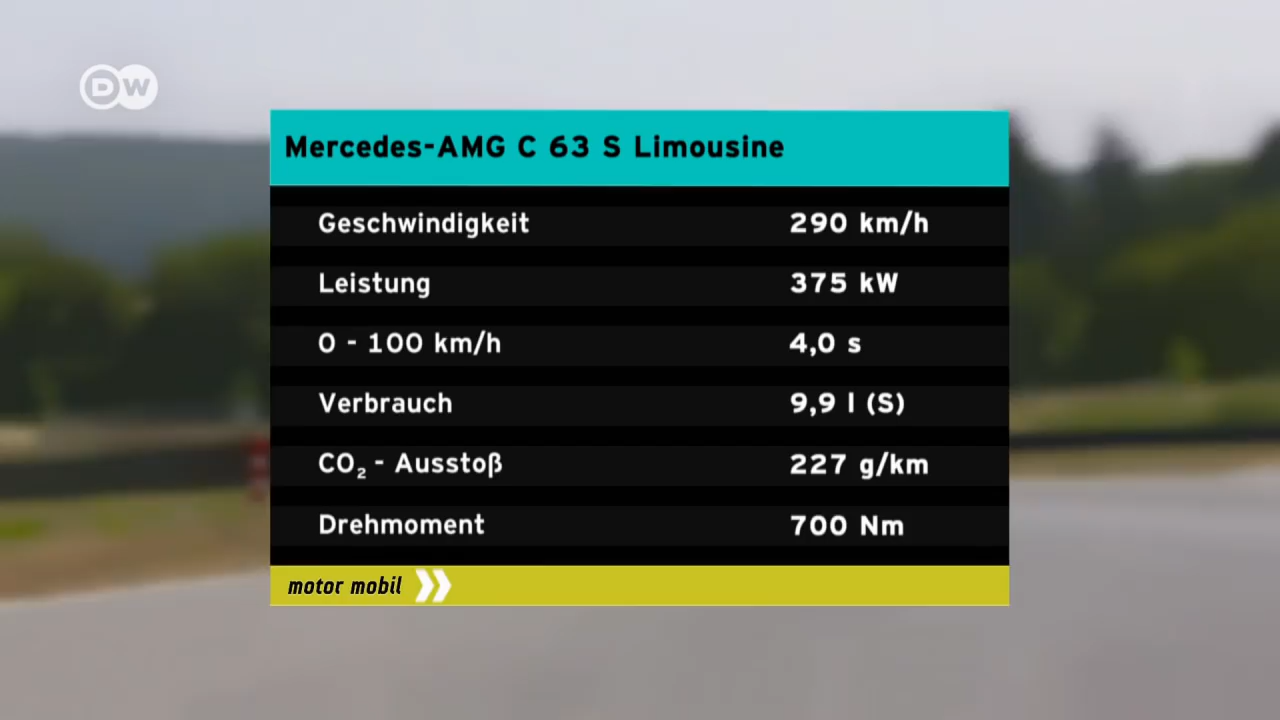 DW
Mercedes-AMG C 63 S Limousine
Geschwindigkeit 290 km/h
Leistung 375 kW
0 - 100 km/h 4,0 s
Verbrauch 9,9 l (S)
CO₂ - Ausstoß 227 g/km
Drehmoment 700 Nm
motor mobil